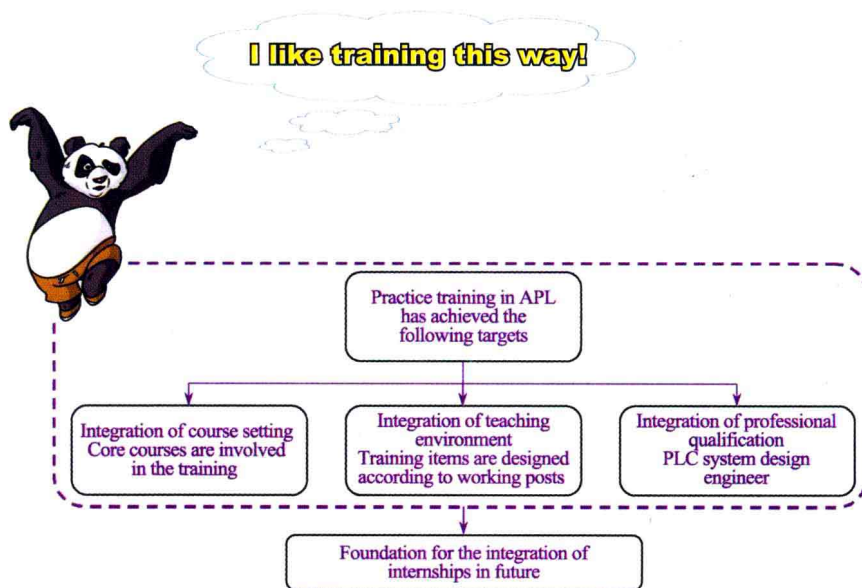 I like training this way!
Practice training in APL
has achieved the
following targets
Integration of course setting
Core courses are involved
in the training
Integration of teaching
environment
Training items are designed
according to working posts
Integration of professional
qualification
PLC system design
engineer
Foundation for the integration of
internships in future